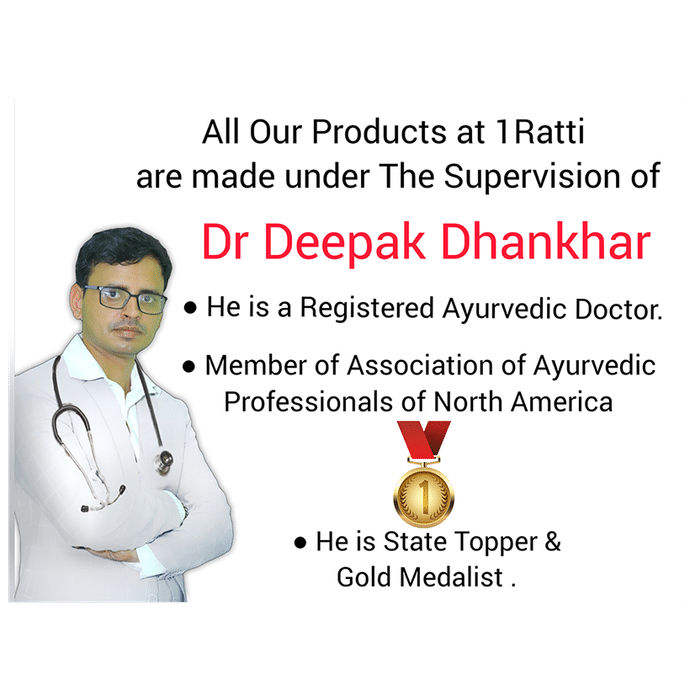 All Our Products at 1Ratti
are made under The Supervision of
Dr Deepak Dhankhar
● He is a Registered Ayurvedic Doctor.
● Member of Association of Ayurvedic
Professionals of North America
1
● He is State Topper &
Gold Medalist .